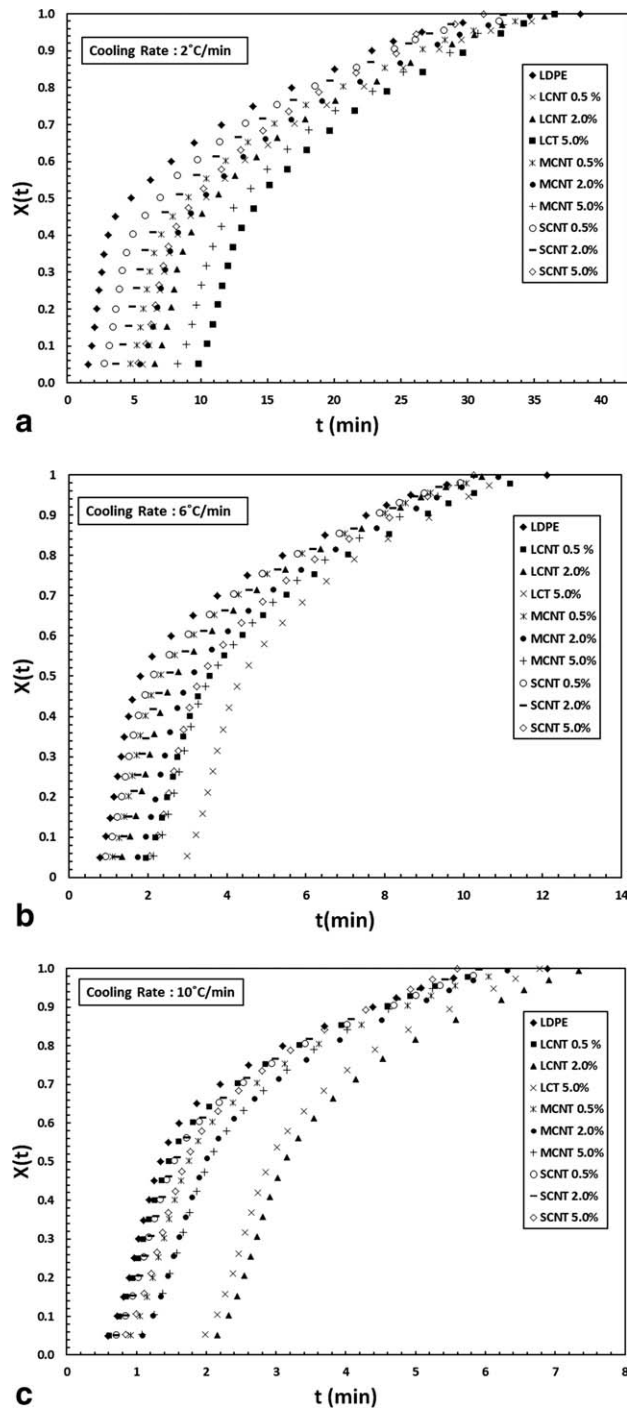 1.0
Cooling Rate : 2˚C/min
0.9
0.8
0.7
0.6
0.5
0.4
0.3
0.2
0.1
0.0
X(t)
LDPE
LCNT 0.5 %
LCNT 2.0%
LCT 5.0%
MCNT 0.5%
MCNT 2.0%
MCNT 5.0%
SCNT 0.5%
SCNT 2.0%
SCNT 5.0%
0 5 10 15 20 25 30 35 40
t (min)
a
1
Cooling Rate : 6˚C/min
0.9
0.8
0.7
0.6
0.5
0.4
0.3
0.2
0.1
0
X(t)
LDPE
LCNT 0.5 %
LCNT 2.0%
LCT 5.0%
MCNT 0.5%
MCNT 2.0%
MCNT 5.0%
SCNT 0.5%
SCNT 2.0%
SCNT 5.0%
0 2 4 6 8 10 12 14
t(min)
b
1.0
Cooling Rate : 10˚C/min
0.9
0.8
0.7
0.6
0.5
0.4
0.3
0.2
0.1
0.0
X(t)
LDPE
LCNT 0.5 %
LCNT 2.0%
LCT 5.0%
MCNT 0.5%
MCNT 2.0%
MCNT 5.0%
SCNT 0.5%
SCNT 2.0%
SCNT 5.0%
0 1 2 3 4 5 6 7 8
t (min)
c